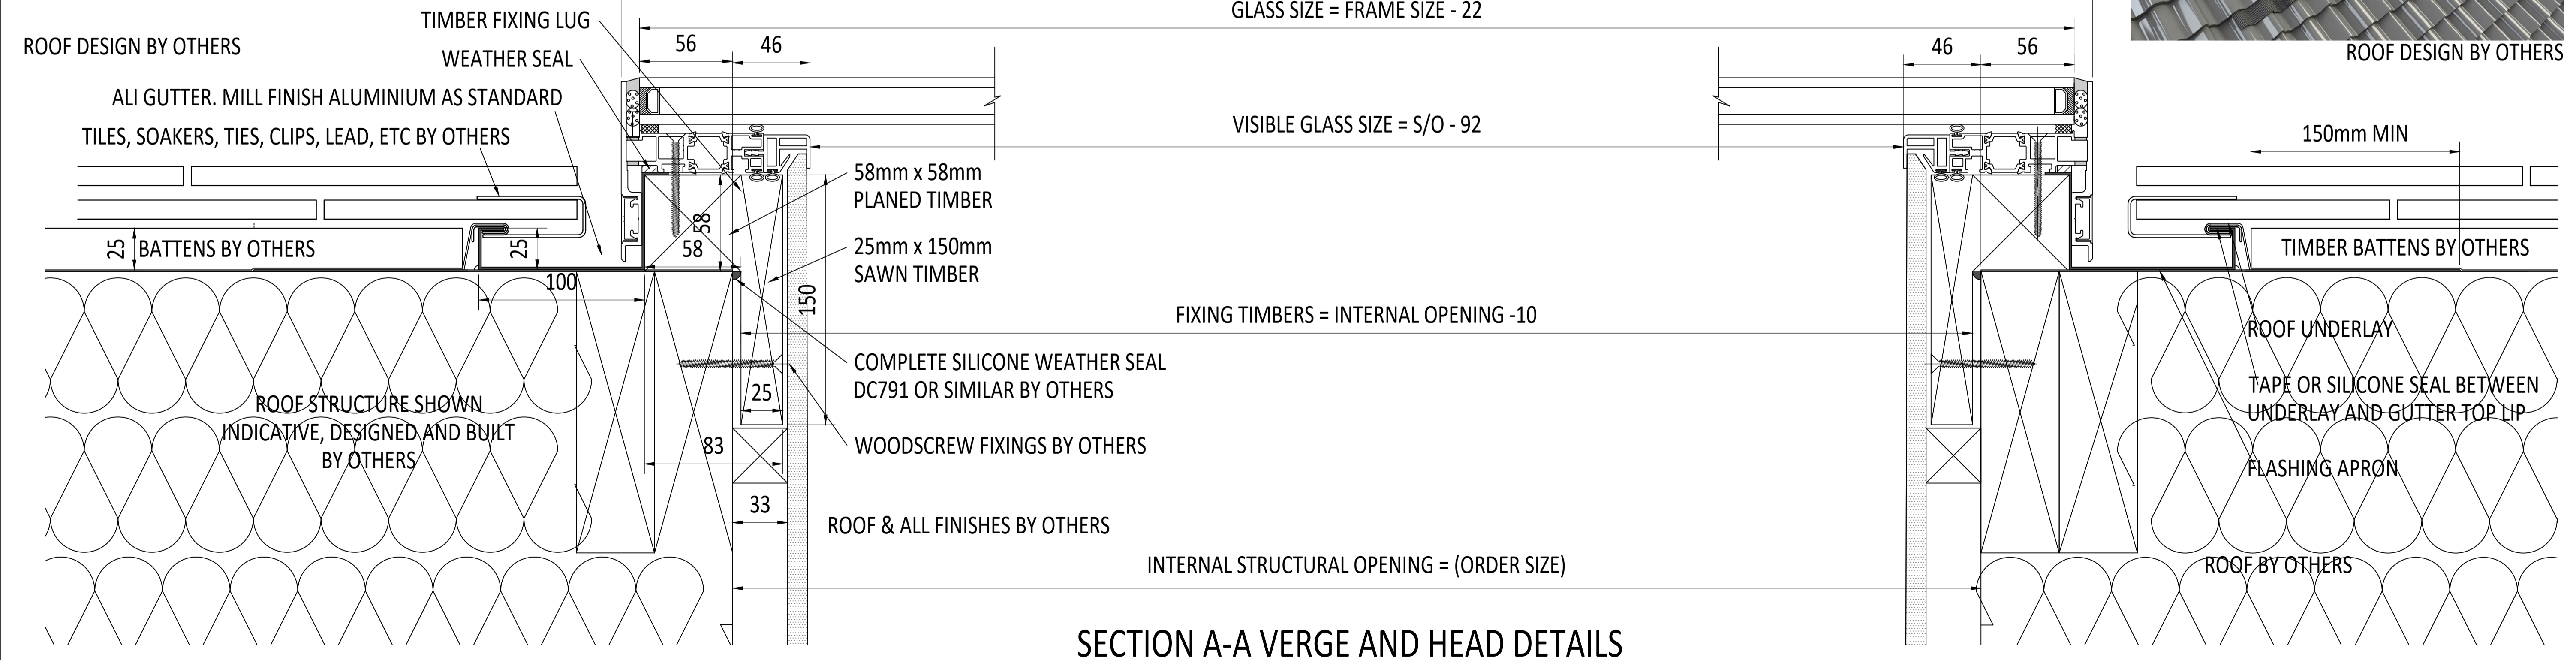 GLASS SIZE = FRAME SIZE - 22
TIMBER FIXING LUG
ROOF DESIGN BY OTHERS
WEATHER SEAL
56
46
46
56
ROOF DESIGN BY OTHERS
ALI GUTTER. MILL FINISH ALUMINIUM AS STANDARD
TILES, SOAKERS, TIES, CLIPS, LEAD, ETC BY OTHERS
VISIBLE GLASS SIZE = S/O - 92
150mm MIN
58mm x 58mm
PLANED TIMBER
58
58
25
BATTENS BY OTHERS
25
100
25mm x 150mm
SAWN TIMBER
150
TIMBER BATTENS BY OTHERS
FIXING TIMBERS = INTERNAL OPENING -10
ROOF UNDERLAY
COMPLETE SILICONE WEATHER SEAL
DC791 OR SIMILAR BY OTHERS
25
TAPE OR SILICONE SEAL BETWEEN
UNDERLAY AND GUTTER TOP LIP
ROOF STRUCTURE SHOWN
INDICATIVE, DESIGNED AND BUILT
BY OTHERS
83
WOODSCREW FIXINGS BY OTHERS
FLASHING APRON
33
ROOF & ALL FINISHES BY OTHERS
INTERNAL STRUCTURAL OPENING = (ORDER SIZE)
ROOF BY OTHERS
SECTION A-A VERGE AND HEAD DETAILS